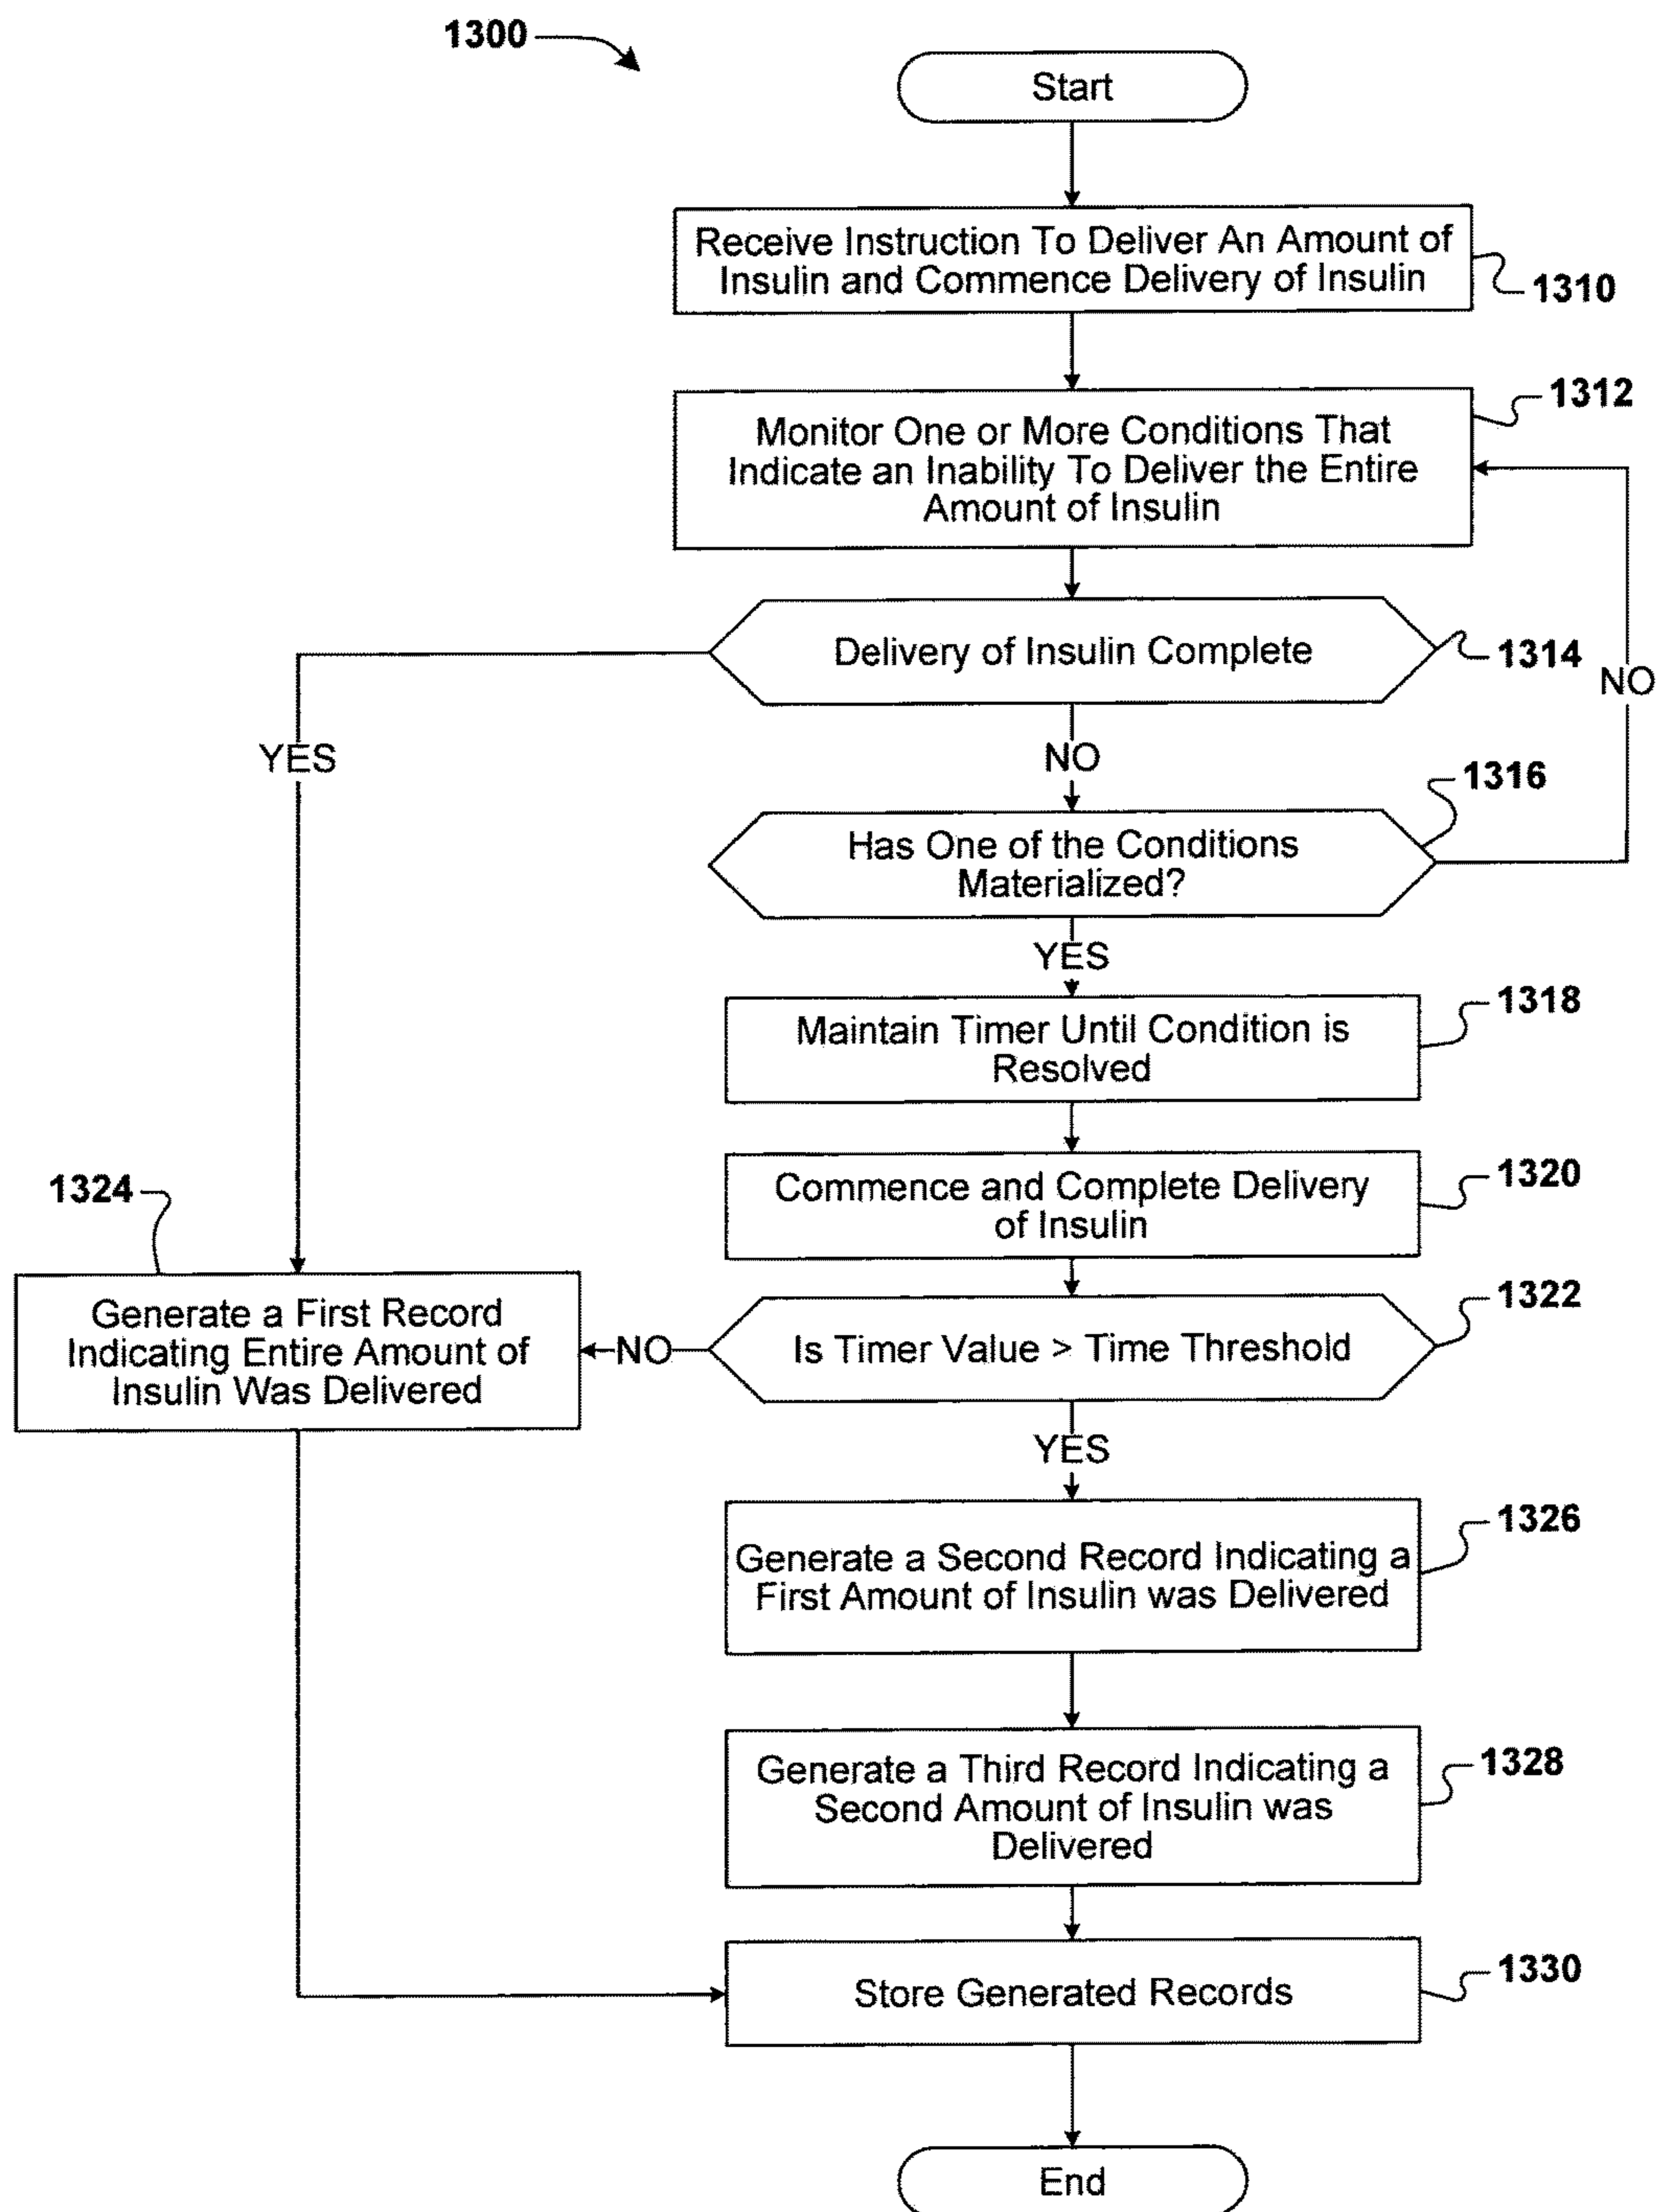 1300
Start
Receive Instruction To Deliver An Amount of
Insulin and Commence Delivery of Insulin
1310
1312
Monitor One or More Conditions That
Indicate an Inability To Deliver the Entire
Amount of Insulin
Delivery of Insulin Complete
1314
NO
YES
NO
1316
Has One of the Conditions
Materialized?
YES
1318
Maintain Timer Until Condition is
Resolved
1320
Commence and Complete Delivery
of Insulin
1324
1322
Generate a First Record
Indicating Entire Amount of
Insulin Was Delivered
NO
Is Timer Value > Time Threshold
YES
1326
Generate a Second Record Indicating a
First Amount of Insulin was Delivered
1328
Generate a Third Record Indicating a
Second Amount of Insulin was
Delivered
1330
Store Generated Records
End